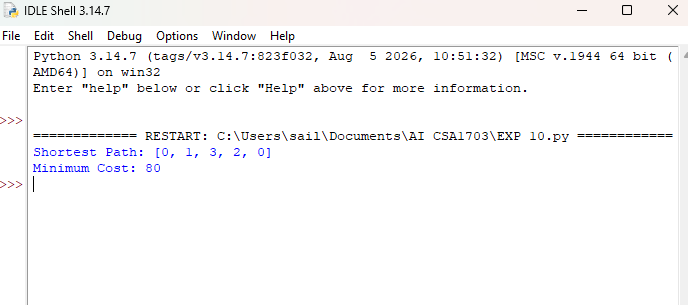 IDLE Shell 3.14.7
File Edit Shell Debug Options Window Help
Python 3.14.7 (tags/v3.14.7:823f032, Aug  5 2026, 10:51:32) [MSC v.1944 64 bit (
AMD64)] on win32
Enter "help" below or click "Help" above for more information.
>>>
============= RESTART: C:\Users\sail\Documents\AI CSA1703\EXP 10.py ============
Shortest Path: [0, 1, 3, 2, 0]
Minimum Cost: 80
>>>